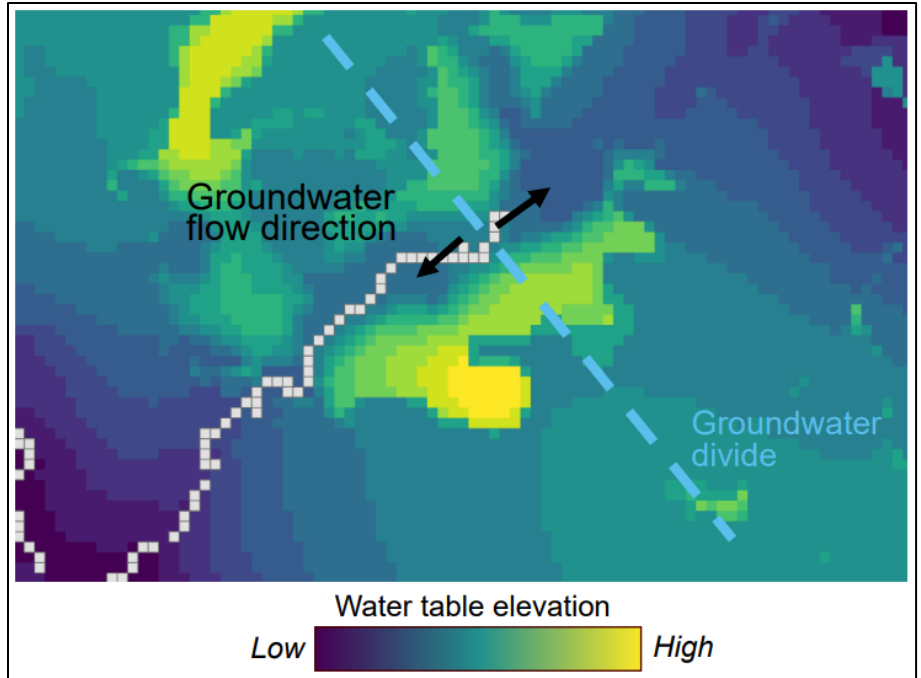 Groundwater
flow direction
Groundwater
divide
Water table elevation
Low
High